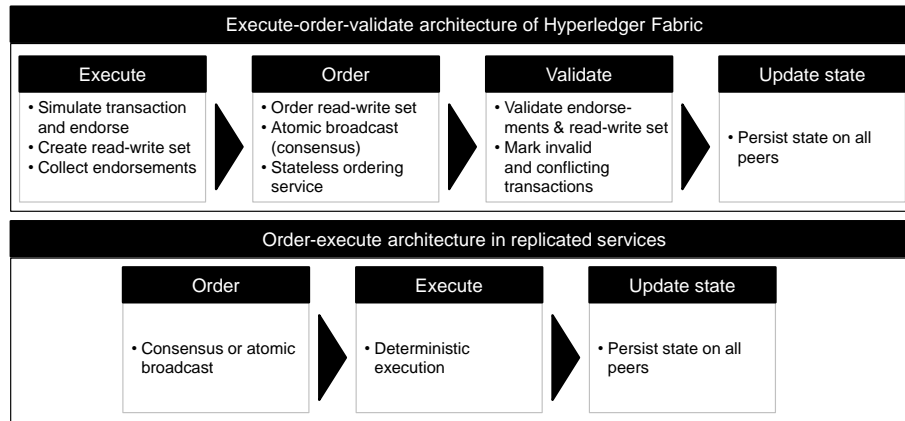 Execute-order-validate architecture of Hyperledger Fabric
Execute
• Simulate transaction
and endorse
• Create read-write set
• Collect endorsements
Order
• Order read-write set
• Atomic broadcast
(consensus)
• Stateless ordering
service
Validate
• Validate endorse-
ments & read-write set
• Mark invalid
and conflicting
transactions
Update state
• Persist state on all
peers
Order-execute architecture in replicated services
Order
• Consensus or atomic
broadcast
Execute
• Deterministic
execution
Update state
• Persist state on all
peers